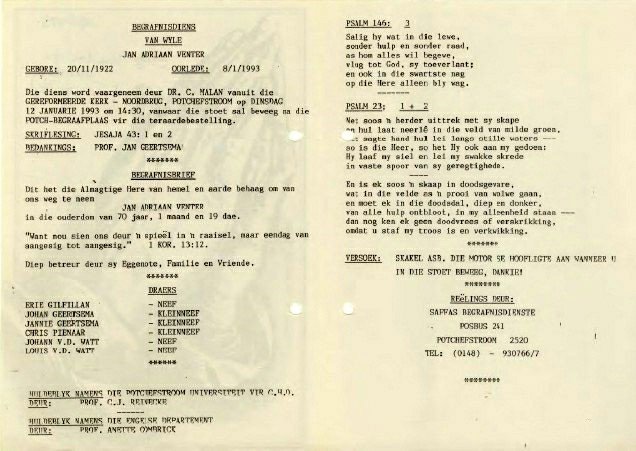 BEGRAFNISDIENS
VAN WYLE
JAN ADRIAAN VENTER
GEBORE: 20/11/1922 OORLEDE: 8/1/1993
Die diens word waargeneem deur DR. C. MALAN vanuit die
GEREFORMEERDE KERK - NOORDBRUG, POTCHEFSTROOM op DINSDAG
12 JANUARIE 1993 om 14:30, vanwaar die stoet sal beweeg na die
POTCH-BEGRAAFPLAAS vir die teraardebestelling.
SKRIFLESING: JESAJA 43: 1 en 2
BEDANKINGS: PROF. JAN GEERTSEMA
*******
BEGRAFNISBRIEF
Dit het die Almagtige Here van hemel en aarde behaag om van
ons weg te neem
JAN ADRIAAN VENTER
in die ouderdom van 70 jaar, 1 maand en 19 dae.
"Want nou sien ons deur 'n spieël in 'n raaisel, maar eendag van
aangesig tot aangesig." 1 KOR. 13:12.
Diep betreur deur sy Eggenote, Familie en Vriende.
*******
DRAERS
ERIE GILFILLAN - NEEF
JOHAN GEERTSEMA - KLEINNEEF
JANNIE GEERTSEMA - KLEINNEEF
CHRIS PIENAAR - KLEINNEEF
JOHANN V.D. WATT - NEEF
LOUIS V.D. WATT - NEEF
*******
HULDEBLYK NAMENS DIE POTCHEFSTROOM UNIVERSITEIT VIR C.H.O.
DEUR: PROF. C.J. REINECKE
------
HULDEBLYK NAMENS DIE ENGELSE DEPARTEMENT
DEUR: PROF. ANETTE COMBRINK
PSALM 146: 3
Salig hy wat in die lewe,
sonder hulp en sonder raad,
as hom alles wil begewe,
vlug tot God, sy toeverlaat;
en ook in die swartste nag
op die Here alleen bly wag.
--------
PSALM 23; 1 + 2
Net soos 'n herder uittrek met sy skape
en hul laat neerlê in die veld van milde groen,
met sagte hand hul lei langs stille waters ---
so is die Heer, so het Hy ook aan my gedoen:
Hy laaf my siel en lei my swakke skrede
in vaste spoor van sy geregtighede.
----
En is ek soos 'n skaap in doodsgevare,
wat in die velde as 'n prooi van wolwe gaan,
en moet ek in die doodsdal, diep en donker,
van alle hulp ontbloot, in my alleenheid staan ---
dan nog ken ek geen doodvrees of verskrikking,
omdat u staf my troos is en verkwikking.
*******
VERSOEK: SKAKEL ASB. DIE MOTOR SE HOOFLIGTE AAN WANNEER U
IN DIE STOET BEWEEG, DANKIE!
********
REëLINGS DEUR:
SAFFAS BEGRAFNISDIENSTE
POSBUS 241
POTCHEFSTROOM 2520
TEL: (0148) - 930766/7
********